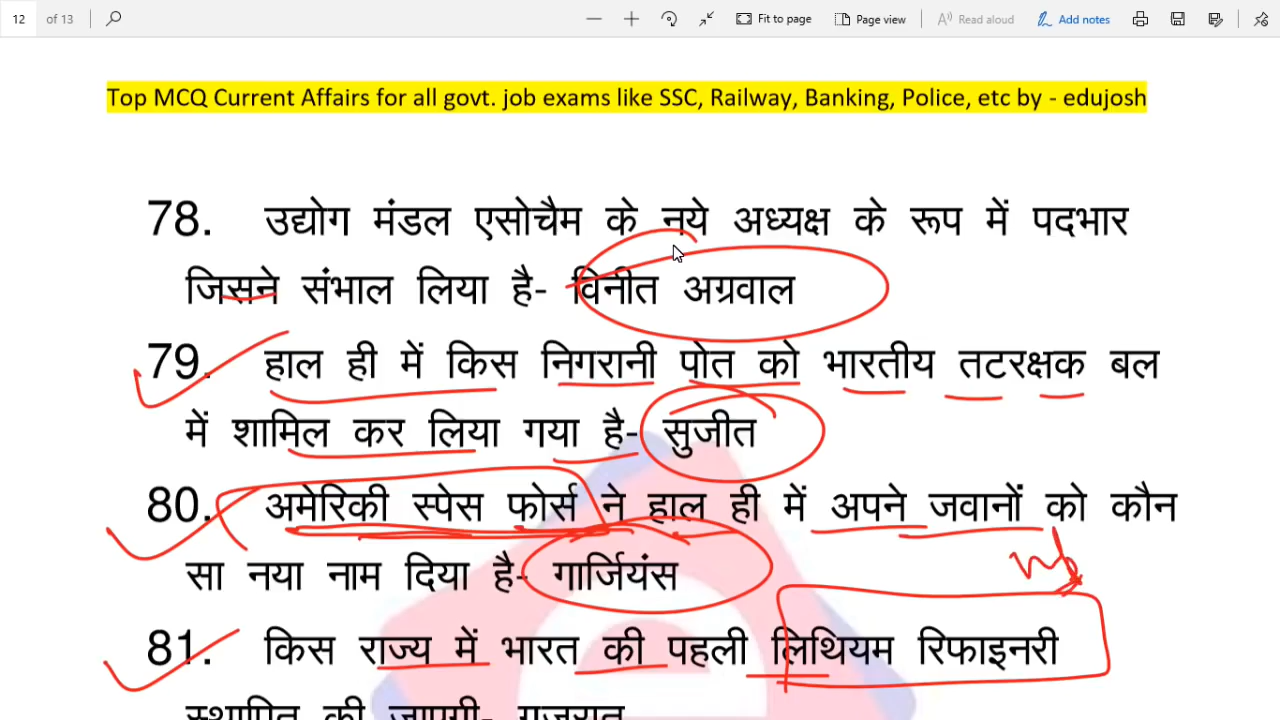 12 of 13 Fit to page Page view Read aloud Add notes
Top MCQ Current Affairs for all govt. job exams like SSC, Railway, Banking, Police, etc by - edujosh
78. उद्योग मंडल एसोचैम के नये अध्यक्ष के रूप में पदभार
जिसने संभाल लिया है- विनीत अग्रवाल
79. हाल ही में किस निगरानी पोत को भारतीय तटरक्षक बल
में शामिल कर लिया गया है- सुजीत
80. अमेरिकी स्पेस फोर्स ने हाल ही में अपने जवानों को कौन
सा नया नाम दिया है- गार्जियंस
81. किस राज्य में भारत की पहली लिथियम रिफाइनरी
स्थापित की जाएगी- गुजरात